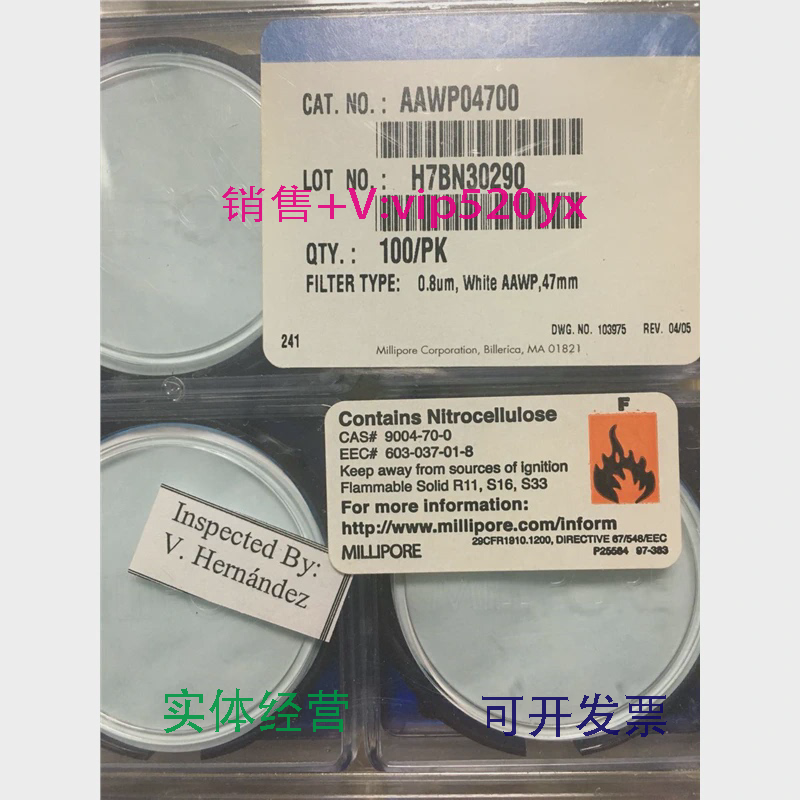 CAT. NO.: AAWP04700
LOT NO.: H7BN30290
销售+V:vip520yx
QTY.: 100/PK
FILTER TYPE: 0.8um, White AAWP,47mm
DWG. NO. 103975 REV. 04/05
241
Millipore Corporation, Billerica, MA 01821
F
Contains Nitrocellulose
CAS# 9004-70-0
EEC# 603-037-01-8
Keep away from sources of ignition
Flammable Solid R11, S16, S33
For more information:
http://www.millipore.com/inform
29CFR1910.1200, DIRECTIVE 67/548/EEC
MILLIPORE
P25584 97-383
Inspected By:
V. Hernández
实体经营
可开发票